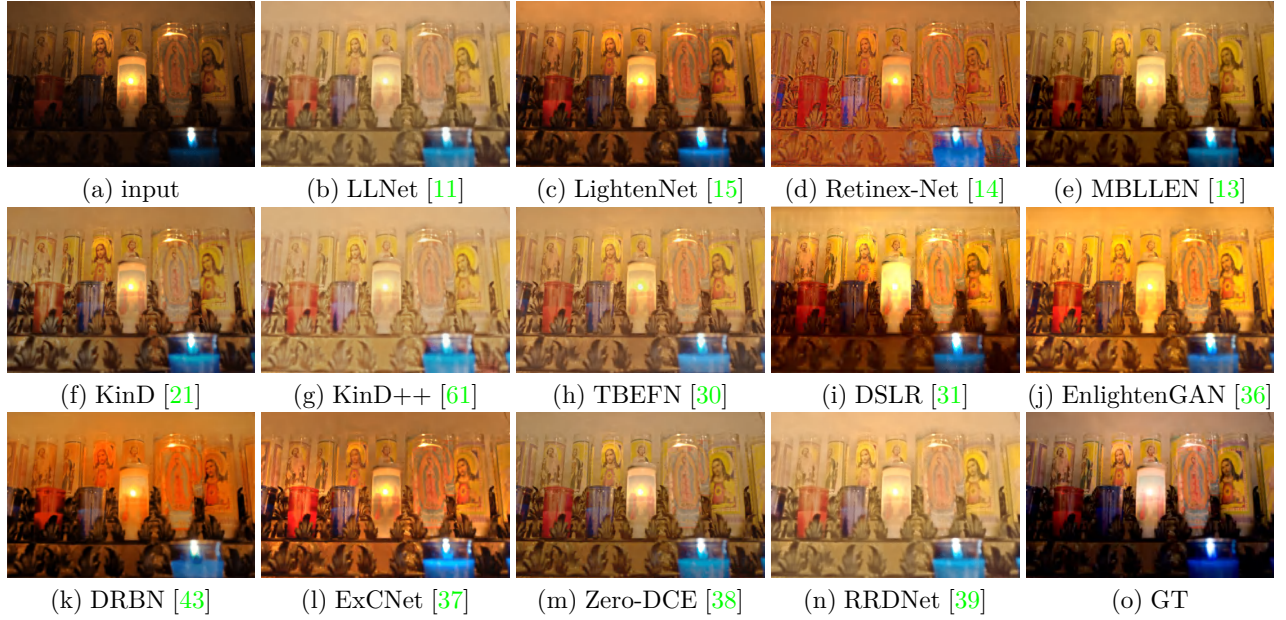 (a) input
(b) LLNet [11]
(c) LightenNet [15]
(d) Retinex-Net [14]
(e) MBLLEN [13]
(f) KinD [21]
(g) KinD++ [61]
(h) TBEFN [30]
(i) DSLR [31]
(j) EnlightenGAN [36]
(k) DRBN [43]
(l) ExCNet [37]
(m) Zero-DCE [38]
(n) RRDNet [39]
(o) GT